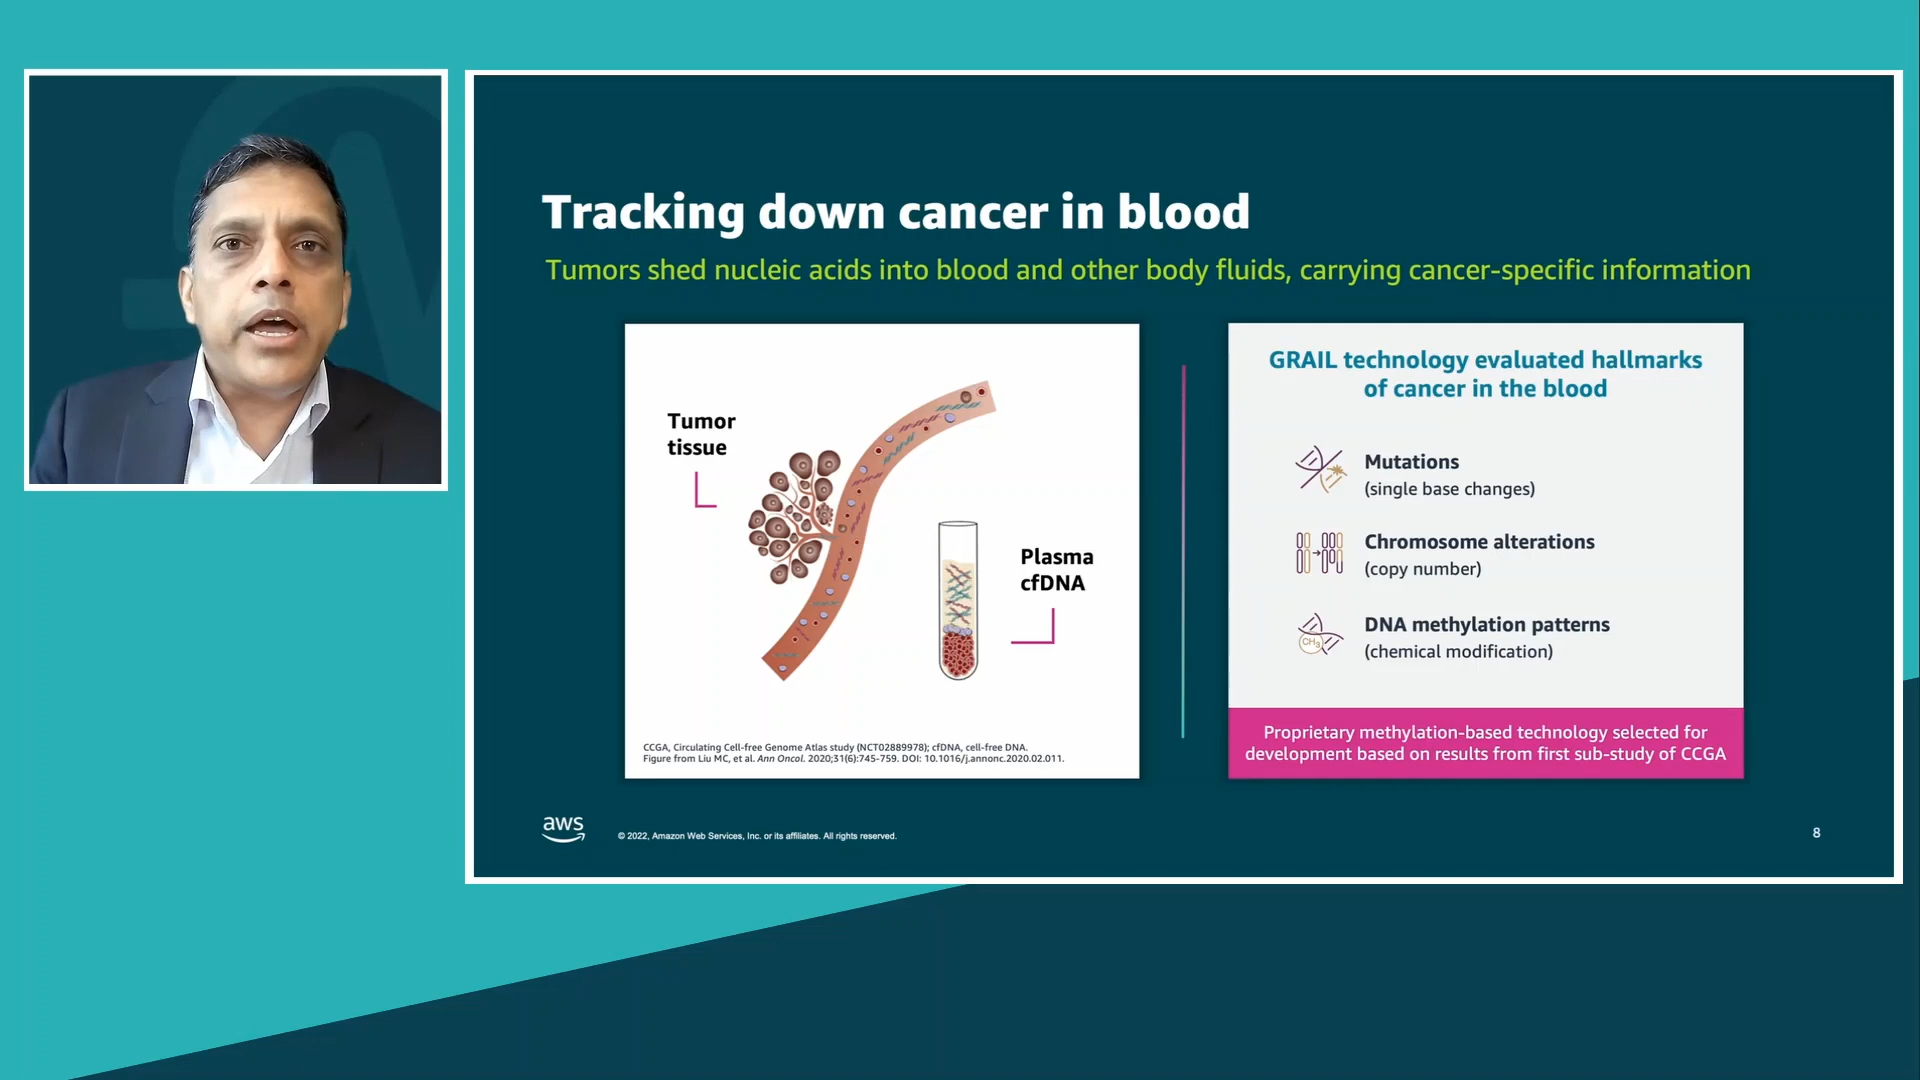 Tracking down cancer in blood
Tumors shed nucleic acids into blood and other body fluids, carrying cancer-specific information
Tumor
tissue
Plasma
cfDNA
CCGA, Circulating Cell-free Genome Atlas study (NCT02889978); cfDNA, cell-free DNA.
Figure from Liu MC, et al. Ann Oncol. 2020;31(6):745-759. DOI: 10.1016/j.annonc.2020.02.011.
GRAIL technology evaluated hallmarks
of cancer in the blood
Mutations
(single base changes)
Chromosome alterations
(copy number)
CH3
DNA methylation patterns
(chemical modification)
Proprietary methylation-based technology selected for
development based on results from first sub-study of CCGA
aws
© 2022, Amazon Web Services, Inc. or its affiliates. All rights reserved.
8